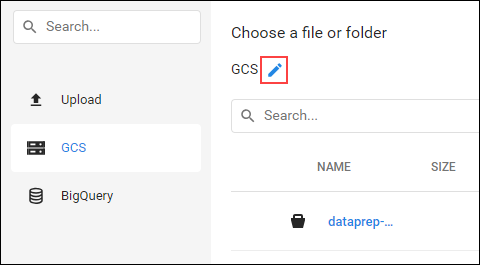 Search...
Upload
GCS
BigQuery
Choose a file or folder
GCS
Search...
NAME SIZE
dataprep-...